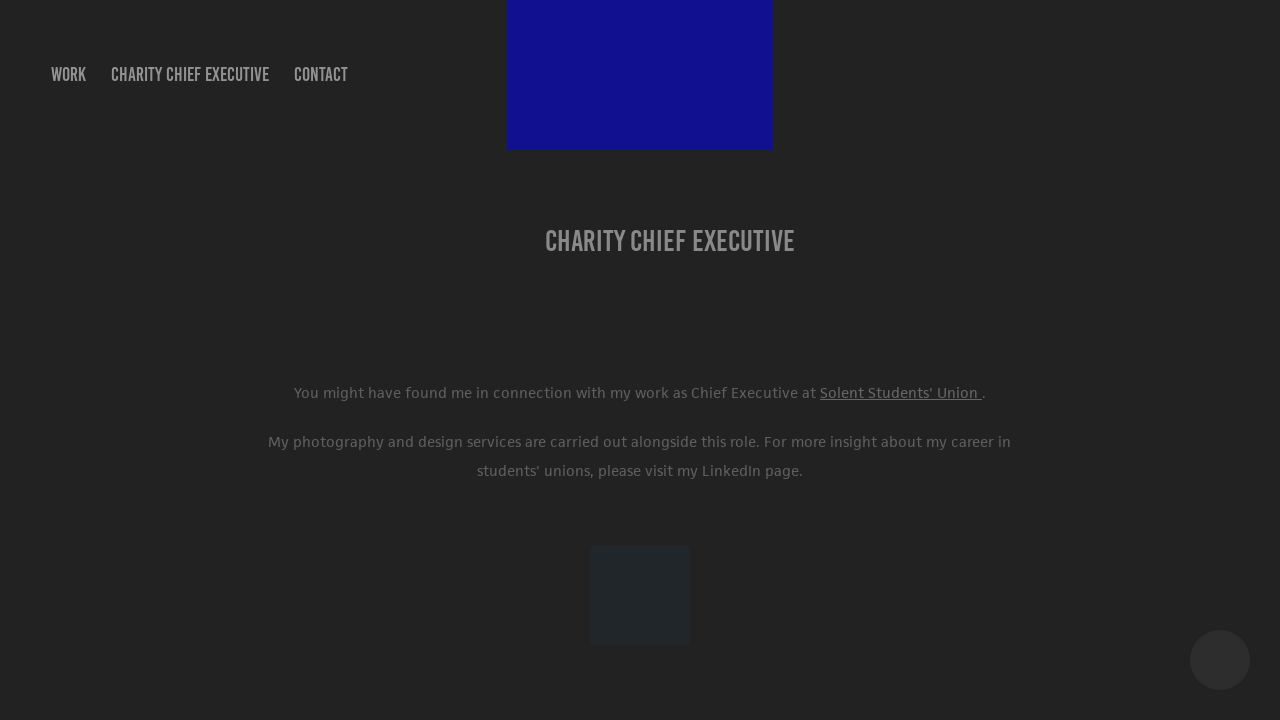 WORK CHARITY CHIEF EXECUTIVE CONTACT
CHARITY CHIEF EXECUTIVE
You might have found me in connection with my work as Chief Executive at Solent Students' Union .
My photography and design services are carried out alongside this role. For more insight about my career in
students' unions, please visit my LinkedIn page.